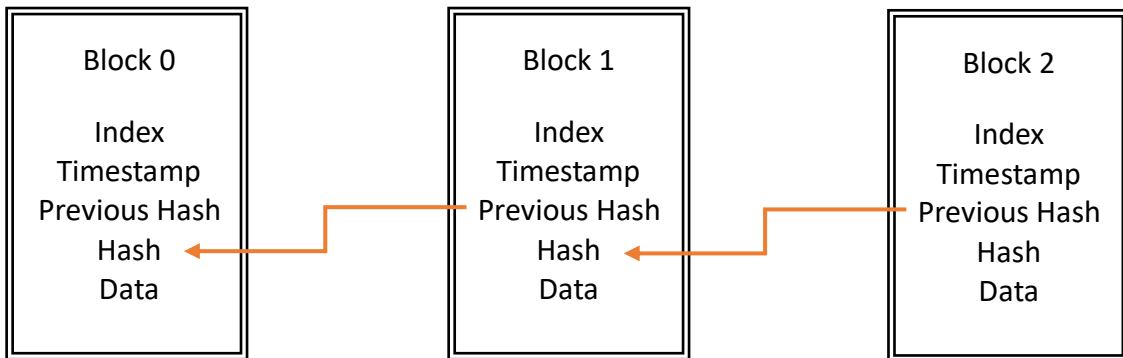 Block 0
Index
Timestamp
Previous Hash
Hash
Data
Block 1
Index
Timestamp
Previous Hash
Hash
Data
Block 2
Index
Timestamp
Previous Hash
Hash
Data